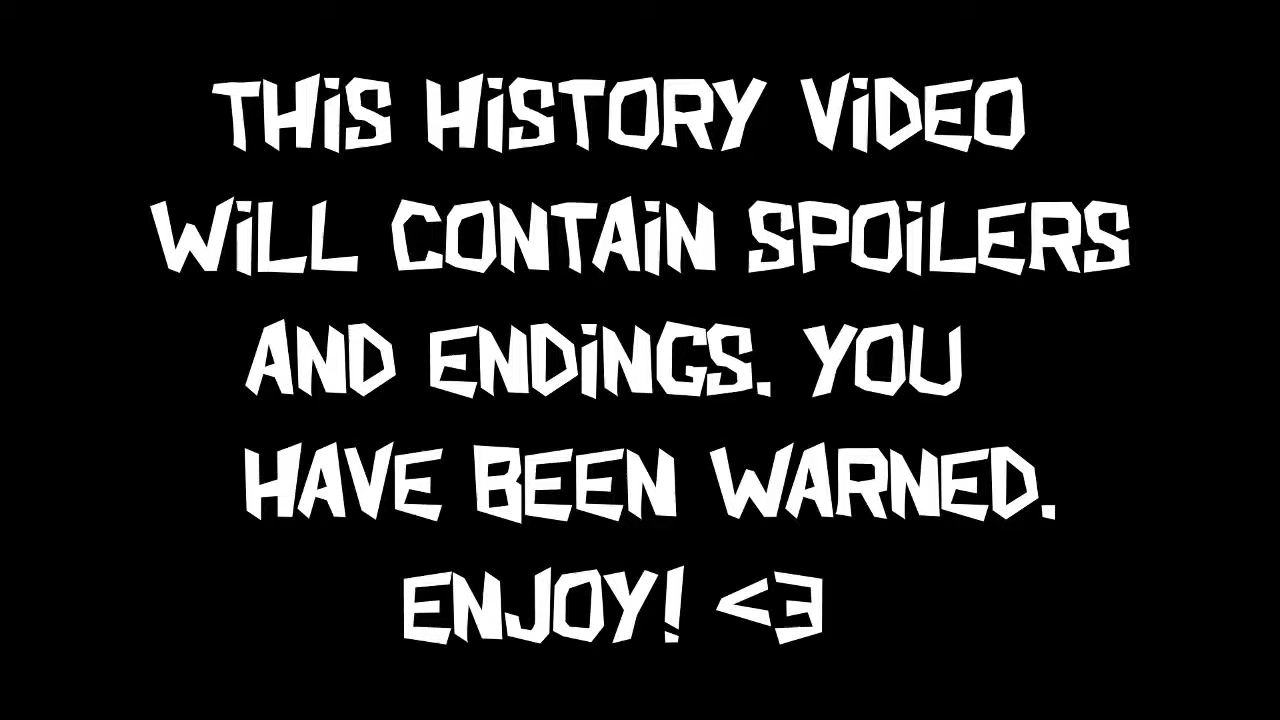 THiS HiSTORY ViDEO
WiLL CONTAiN SPOiLERS
AND ENDiNGS. YOU
HAVE BEEN WARNED.
ENJOY! <3